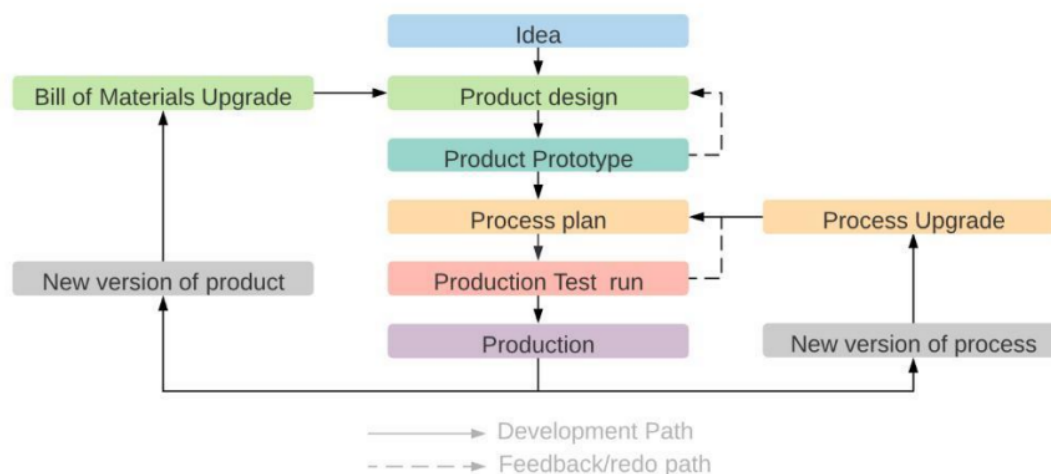 Idea
Bill of Materials Upgrade
Product design
Product Prototype
Process plan
Process Upgrade
New version of product
Production Test run
Production
New version of process
Development Path
Feedback/redo path